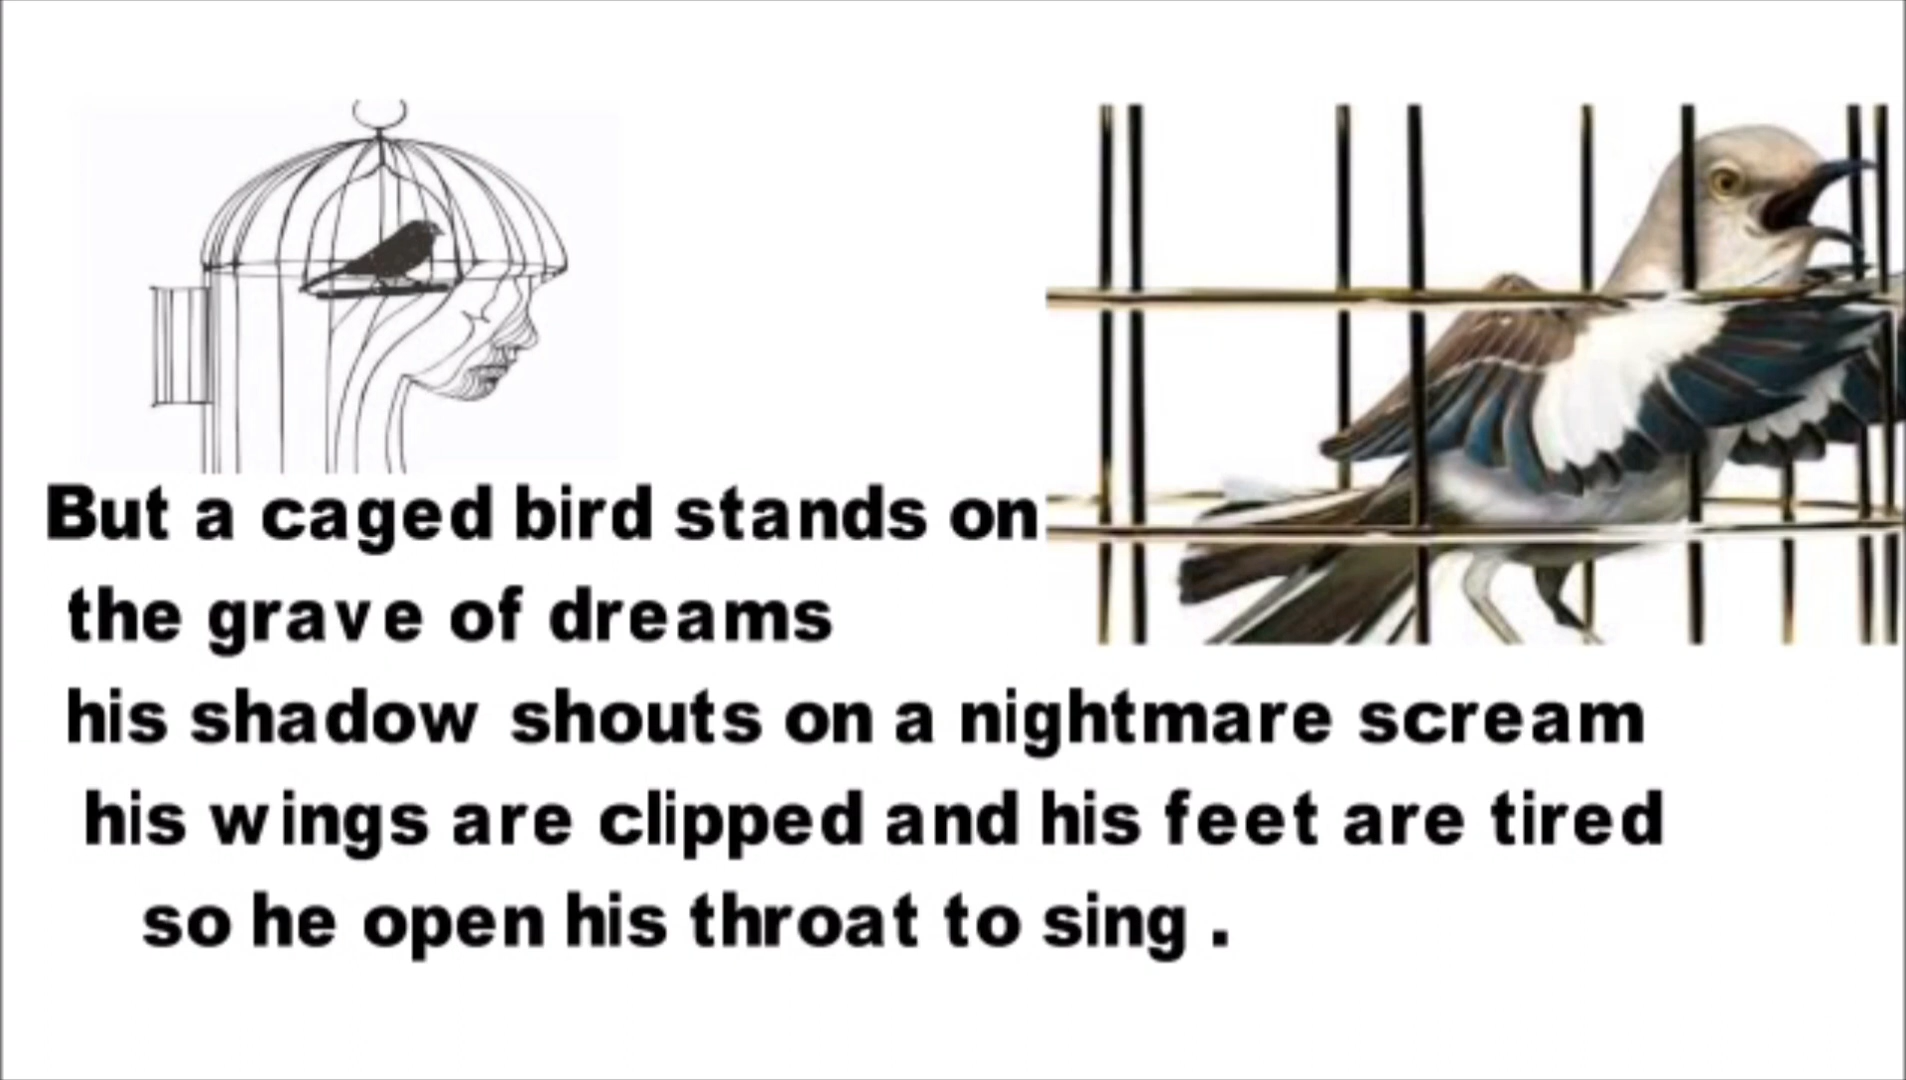 But a caged bird stands on
the grave of dreams
his shadow shouts on a nightmare scream
his wings are clipped and his feet are tired
so he open his throat to sing .